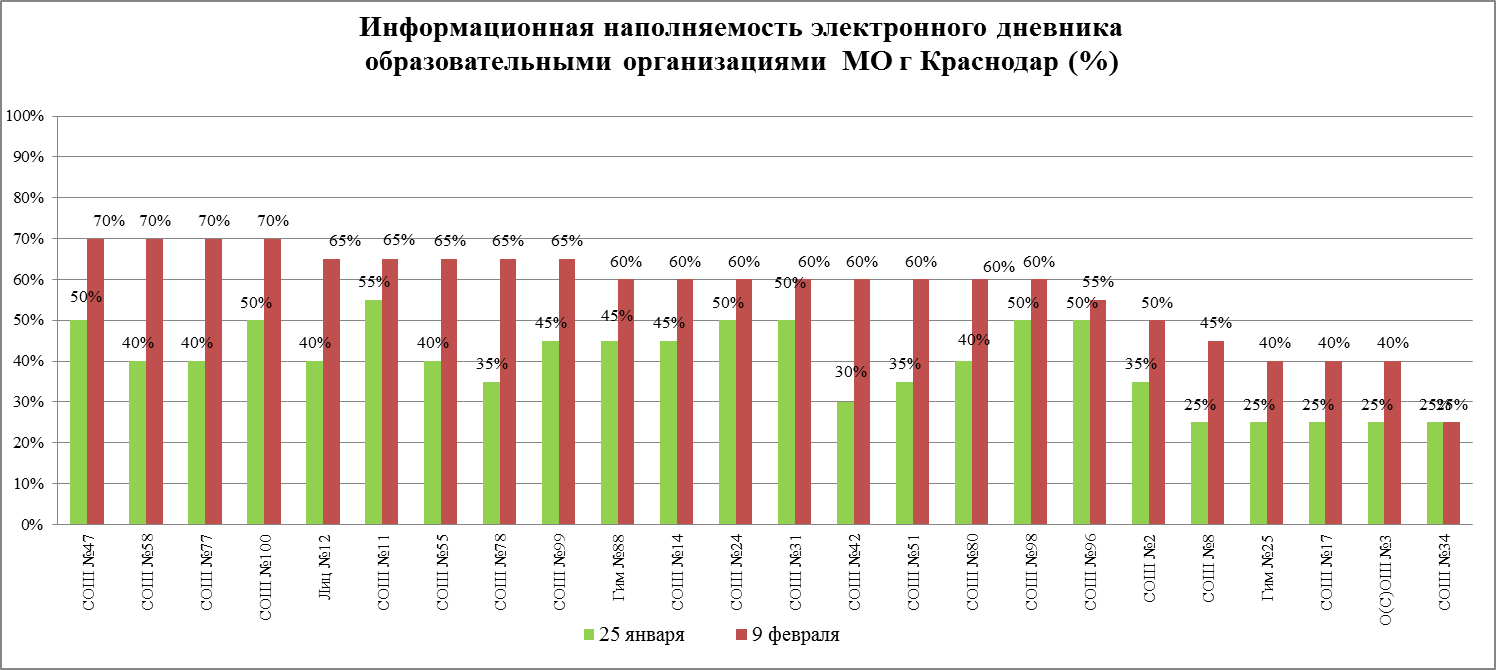 Информационная наполняемость электронного дневника
образовательными организациями МО г Краснодар (%)
100%
90%
80%
70%
60%
50%
40%
30%
20%
10%
0%
50% 70%
40% 70%
40% 70%
50% 70%
40% 65%
55% 65%
40% 65%
35% 65%
45% 65%
45% 60%
45% 60%
50% 60%
50% 60%
30% 60%
35% 60%
40% 60%
50% 60%
50% 55%
35% 50%
25% 45%
25% 40%
25% 40%
25% 40%
25% 25%
СОШ №47
СОШ №58
СОШ №77
СОШ №100
Лиц №12
СОШ №11
СОШ №55
СОШ №78
СОШ №99
Гим №88
СОШ №14
СОШ №24
СОШ №31
СОШ №42
СОШ №51
СОШ №80
СОШ №98
СОШ №96
СОШ №2
СОШ №8
Гим №25
СОШ №17
О(С)ОШ №3
СОШ №34
25 января
9 февраля